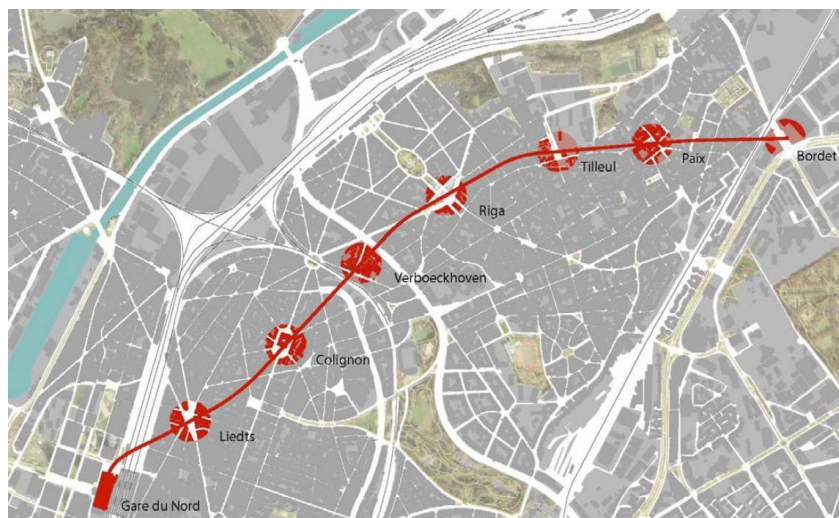 Bordet
Paix
Tilleul
Riga
Verboeckhoven
Colignon
Liedts
Gare du Nord